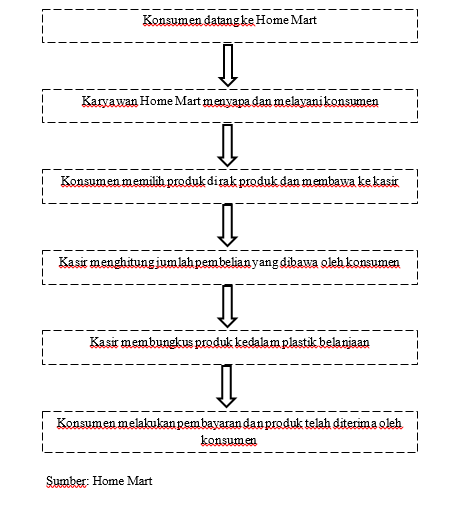 Konsumen datang ke Home Mart
Karyawan Home Mart menyapa dan melayani konsumen
Konsumen memilih produk di rak produk dan membawa ke kasir
Kasir menghitung jumlah pembelian yang dibawa oleh konsumen
Kasir membungkus produk kedalam plastik belanjaan
Konsumen melakukan pembayaran dan produk telah diterima oleh
konsumen
Sumber: Home Mart